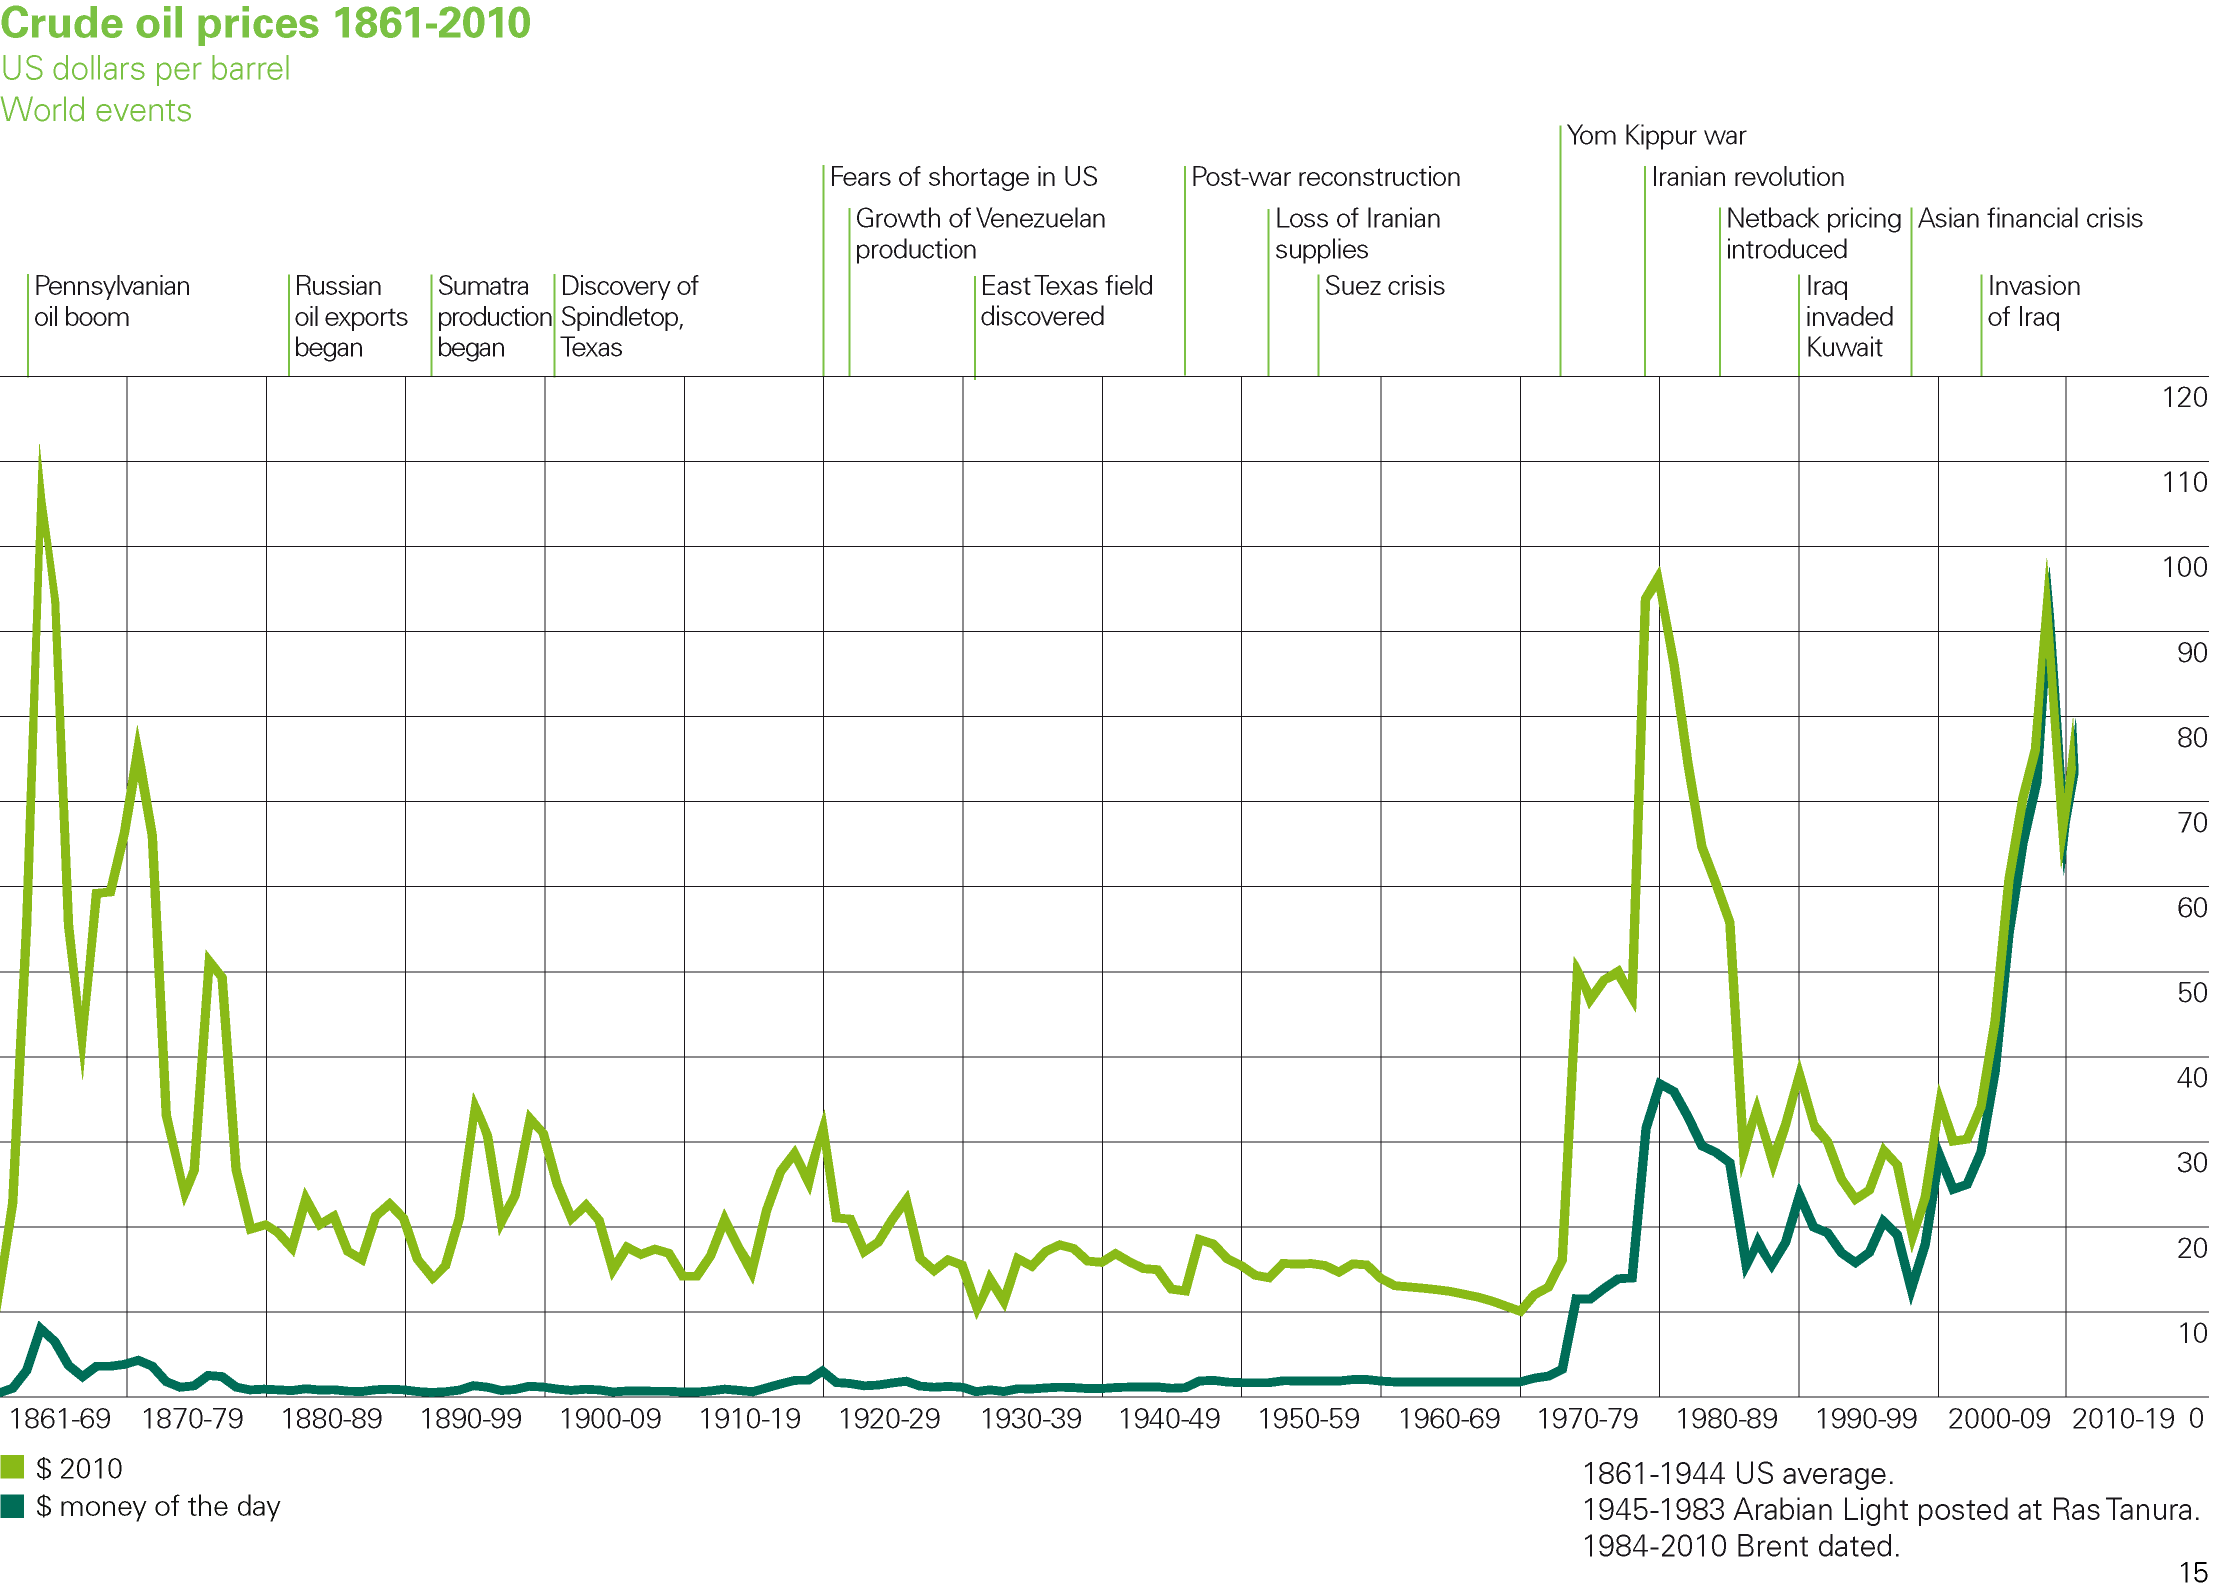 Crude oil prices 1861-2010
US dollars per barrel
World events
Yom Kippur war
Fears of shortage in US
Post-war reconstruction
Iranian revolution
Growth of Venezuelan
production
Loss of Iranian
supplies
Netback pricing
introduced
Asian financial crisis
Pennsylvanian
oil boom
Russian
oil exports
began
Sumatra
production
began
Discovery of
Spindletop,
Texas
East Texas field
discovered
Suez crisis
Iraq
invaded
Kuwait
Invasion
of Iraq
120
110
100
90
80
70
60
50
40
30
20
10
1861-69 1870-79 1880-89 1890-99 1900-09 1910-19 1920-29 1930-39 1940-49 1950-59 1960-69 1970-79 1980-89 1990-99 2000-09 2010-19 0
$ 2010
$ money of the day
1861-1944 US average.
1945-1983 Arabian Light posted at Ras Tanura.
1984-2010 Brent dated.
15